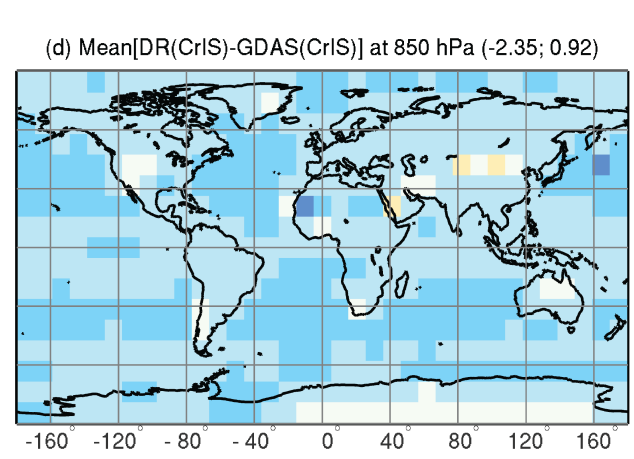 (d) Mean[DR(CrIS)-GDAS(CrIS)] at 850 hPa (-2.35; 0.92)
-160° -120° - 80° - 40° 0° 40° 80° 120° 160°